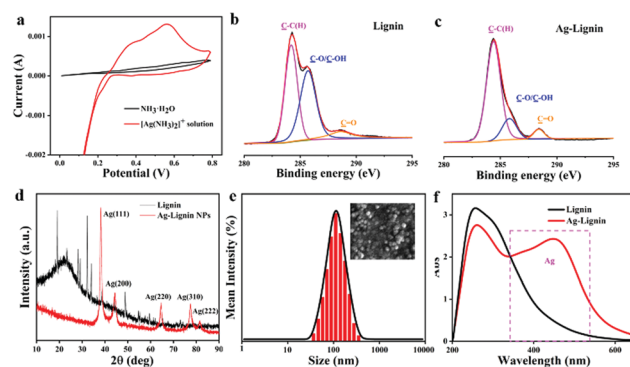 a
0.001
0.000
-0.001
-0.002
Current (A)
NH3·H2O
[Ag(NH3)2]+ solution
0.0 0.2 0.4 0.6 0.8
Potential (V)
b
Lignin
C-C(H)
C-O/C-OH
C=O
280 285 290 295
Binding energy (eV)
c
Ag-Lignin
C-C(H)
C-O/C-OH
C=O
280 285 290 295
Binding energy (eV)
d
Lignin
Ag-Lignin NPs
Ag(111)
Ag(200)
Ag(220)
Ag(310)
Ag(222)
Intensity (a.u.)
10 20 30 40 50 60 70 80 90
2θ (deg)
e
Mean Intensity (%)
1 10 100 1000 10000
Size (nm)
f
Lignin
Ag-Lignin
Ag
4
3
2
1
0
Abs
200 400 600
Wavelength (nm)